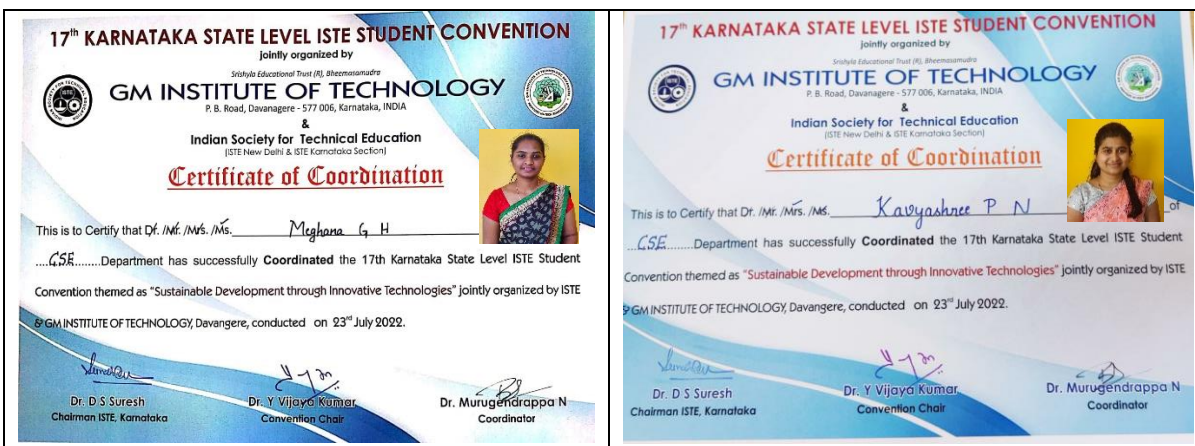 17th KARNATAKA STATE LEVEL ISTE STUDENT CONVENTION
jointly organized by
Srishyla Educational Trust (R), Bheemasamudra
GM INSTITUTE OF TECHNOLOGY
P. B. Road, Davanagere - 577 006, Karnataka, INDIA
&
Indian Society for Technical Education
(ISTE New Delhi & ISTE Karnataka Section)
Certificate of Coordination
This is to Certify that Dr. /Mr. /Mrs. /Ms. Meghana G H
....CSE........Department has successfully Coordinated the 17th Karnataka State Level ISTE Student
Convention themed as "Sustainable Development through Innovative Technologies" jointly organized by ISTE
& GM INSTITUTE OF TECHNOLOGY, Davangere, conducted on 23rd July 2022.
Dr. D S Suresh
Chairman ISTE, Karnataka
Dr. Y Vijaya Kumar
Convention Chair
Dr. Murugendrappa N
Coordinator
17th KARNATAKA STATE LEVEL ISTE STUDENT CONVENTION
jointly organized by
Srishyla Educational Trust (R), Bheemasamudra
GM INSTITUTE OF TECHNOLOGY
P. B. Road, Davanagere - 577 006, Karnataka, INDIA
&
Indian Society for Technical Education
(ISTE New Delhi & ISTE Karnataka Section)
Certificate of Coordination
This is to Certify that Dr. /Mr. /Mrs. /Ms. Kavyashree P N of
....CSE........Department has successfully Coordinated the 17th Karnataka State Level ISTE Student
Convention themed as "Sustainable Development through Innovative Technologies" jointly organized by ISTE
& GM INSTITUTE OF TECHNOLOGY, Davangere, conducted on 23rd July 2022.
Dr. D S Suresh
Chairman ISTE, Karnataka
Dr. Y Vijaya Kumar
Convention Chair
Dr. Murugendrappa N
Coordinator